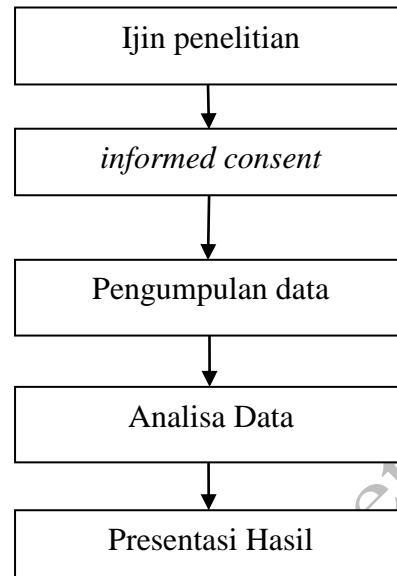 Ijin penelitian
informed consent
Pengumpulan data
Analisa Data
Presentasi Hasil